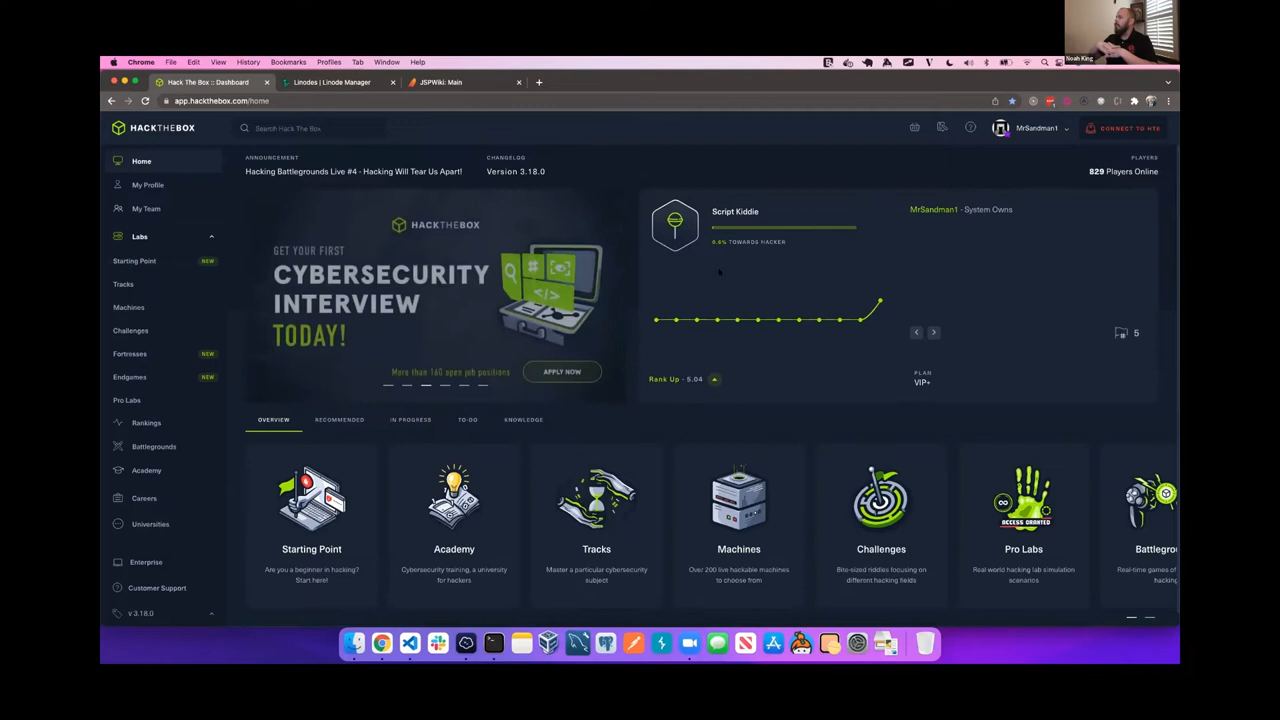 Noah King
Chrome File Edit View History Bookmarks Profiles Tab Window Help
Hack The Box :: Dashboard
Linodes | Linode Manager
JSPWiki: Main
app.hackthebox.com/home
HACKTHEBOX
Search Hack The Box
MrSandman1
CONNECT TO HTB
Home
My Profile
My Team
Labs
Starting Point NEW
Tracks
Machines
Challenges
Fortresses NEW
Endgames NEW
Pro Labs
Rankings
Battlegrounds
Academy
Careers
Universities
Enterprise
Customer Support
v 3.18.0
ANNOUNCEMENT
Hacking Battlegrounds Live #4 - Hacking Will Tear Us Apart!
CHANGELOG
Version 3.18.0
PLAYERS
829 Players Online
HACKTHEBOX
GET YOUR FIRST
CYBERSECURITY
INTERVIEW
TODAY!
More than 160 open job positions
APPLY NOW
Script Kiddie
0.6% TOWARDS HACKER
MrSandman1 - System Owns
5
Rank Up - 5.04
PLAN
VIP+
OVERVIEW RECOMMENDED IN PROGRESS TO-DO KNOWLEDGE
Starting Point
Are you a beginner in hacking?
Start here!
Academy
Cybersecurity training, a university
for hackers
Tracks
Master a particular cybersecurity
subject
Machines
Over 200 live hackable machines
to choose from
Challenges
Bite-sized riddles focusing on
different hacking fields
ACCESS GRANTED
Pro Labs
Real world hacking lab simulation
scenarios
Battlegrou
Real-time games of
hacking